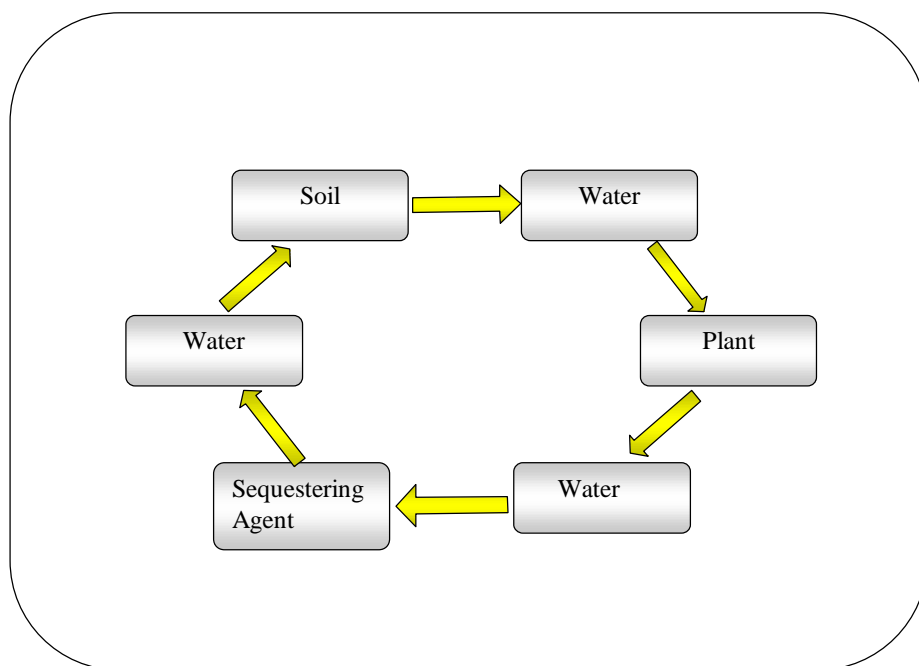 Soil
Water
Water
Plant
Sequestering
Agent
Water